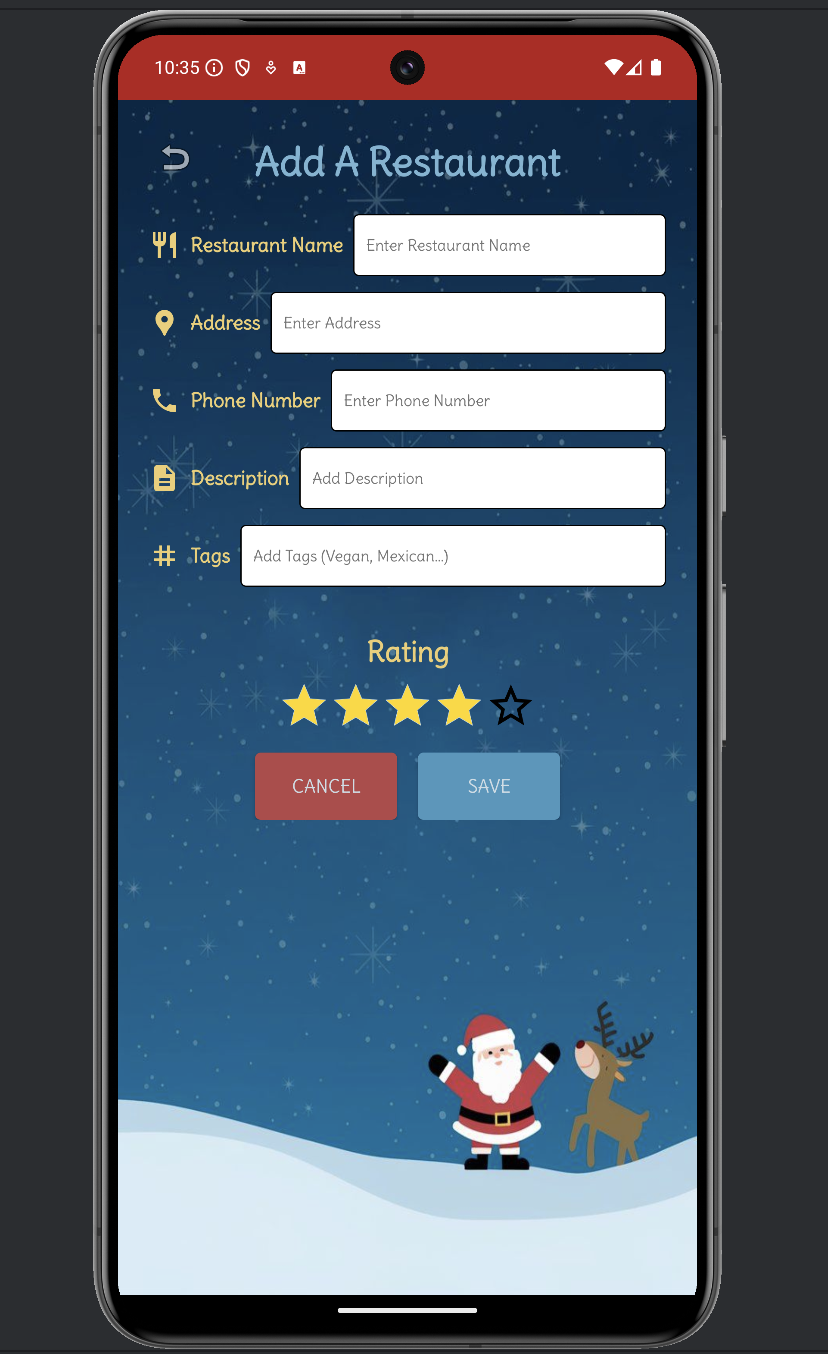 10:35
Add A Restaurant
Restaurant Name Enter Restaurant Name
Address Enter Address
Phone Number Enter Phone Number
Description Add Description
Tags Add Tags (Vegan, Mexican...)
Rating
CANCEL SAVE